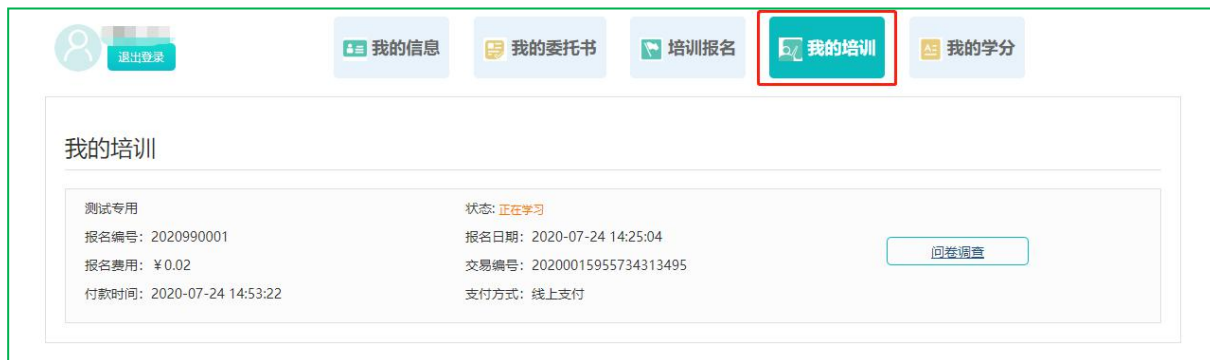 退出登录
我的信息
我的委托书
培训报名
我的培训
我的学分
我的培训
测试专用
状态: 正在学习
报名编号：2020990001
报名日期：2020-07-24 14:25:04
问卷调查
报名费用：￥0.02
交易编号：20200015955734313495
付款时间：2020-07-24 14:53:22
支付方式：线上支付